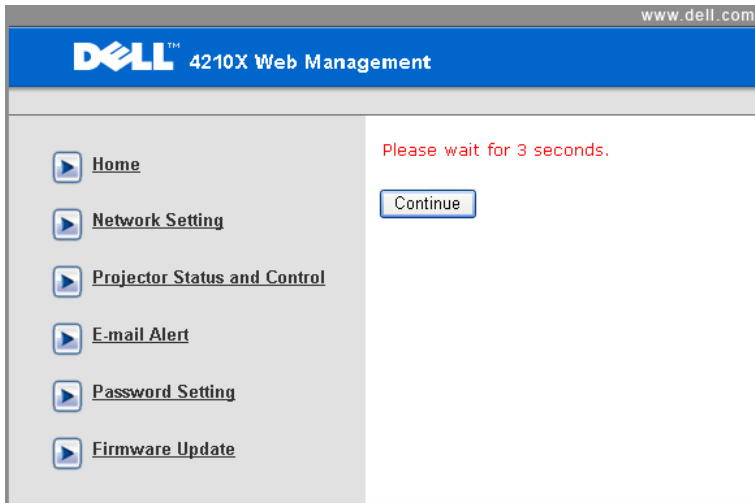 www.dell.com
DELL™ 4210X Web Management
Home
Network Setting
Projector Status and Control
E-mail Alert
Password Setting
Firmware Update
Please wait for 3 seconds.
Continue